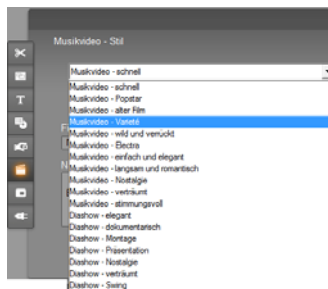 Musikvideo - Stil
Musikvideo - schnell
Musikvideo - schnell
Musikvideo - Popstar
Musikvideo - alter Film
Musikvideo - Varieté
Musikvideo - wild und verrückt
Musikvideo - Electra
Musikvideo - einfach und elegant
Musikvideo - langsam und romantisch
Musikvideo - Nostalgie
Musikvideo - verträumt
Musikvideo - stimmungsvoll
Diashow - elegant
Diashow - dokumentarisch
Diashow - Montage
Diashow - Präsentation
Diashow - Nostalgie
Diashow - verträumt
Diashow - Swing